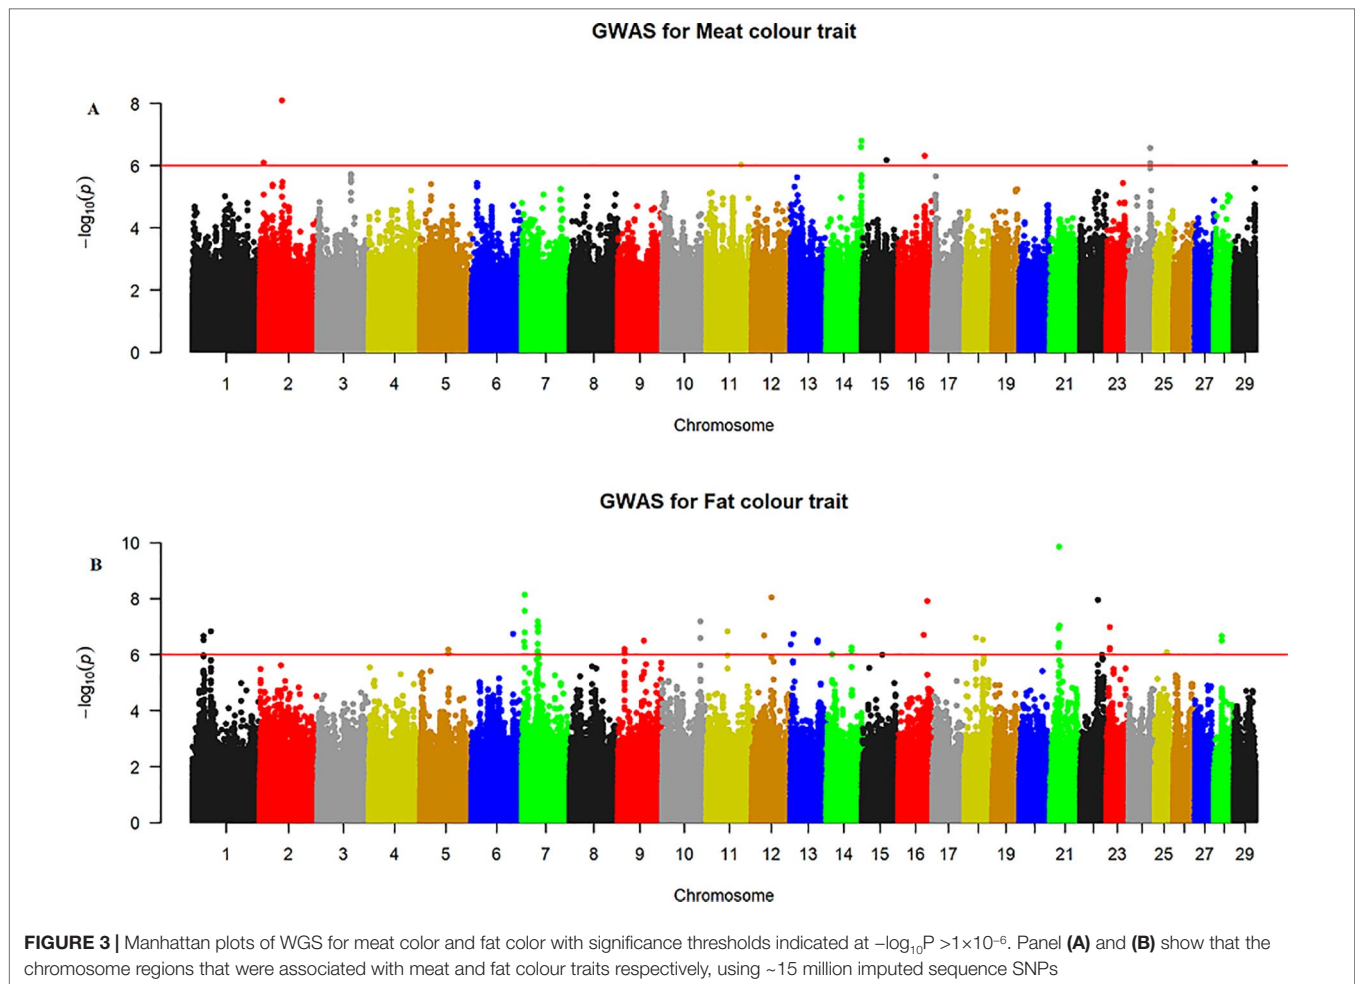 GWAS for Meat colour trait
A
8
6
4
2
0
−log10(p)
1 2 3 4 5 6 7 8 9 10 11 12 13 14 15 16 17 19 21 23 25 27 29
Chromosome
GWAS for Fat colour trait
B
10
8
6
4
2
0
−log10(p)
1 2 3 4 5 6 7 8 9 10 11 12 13 14 15 16 17 19 21 23 25 27 29
Chromosome
FIGURE 3 | Manhattan plots of WGS for meat color and fat color with significance thresholds indicated at −log₁₀P >1×10⁻⁶. Panel (A) and (B) show that the
chromosome regions that were associated with meat and fat colour traits respectively, using ~15 million imputed sequence SNPs